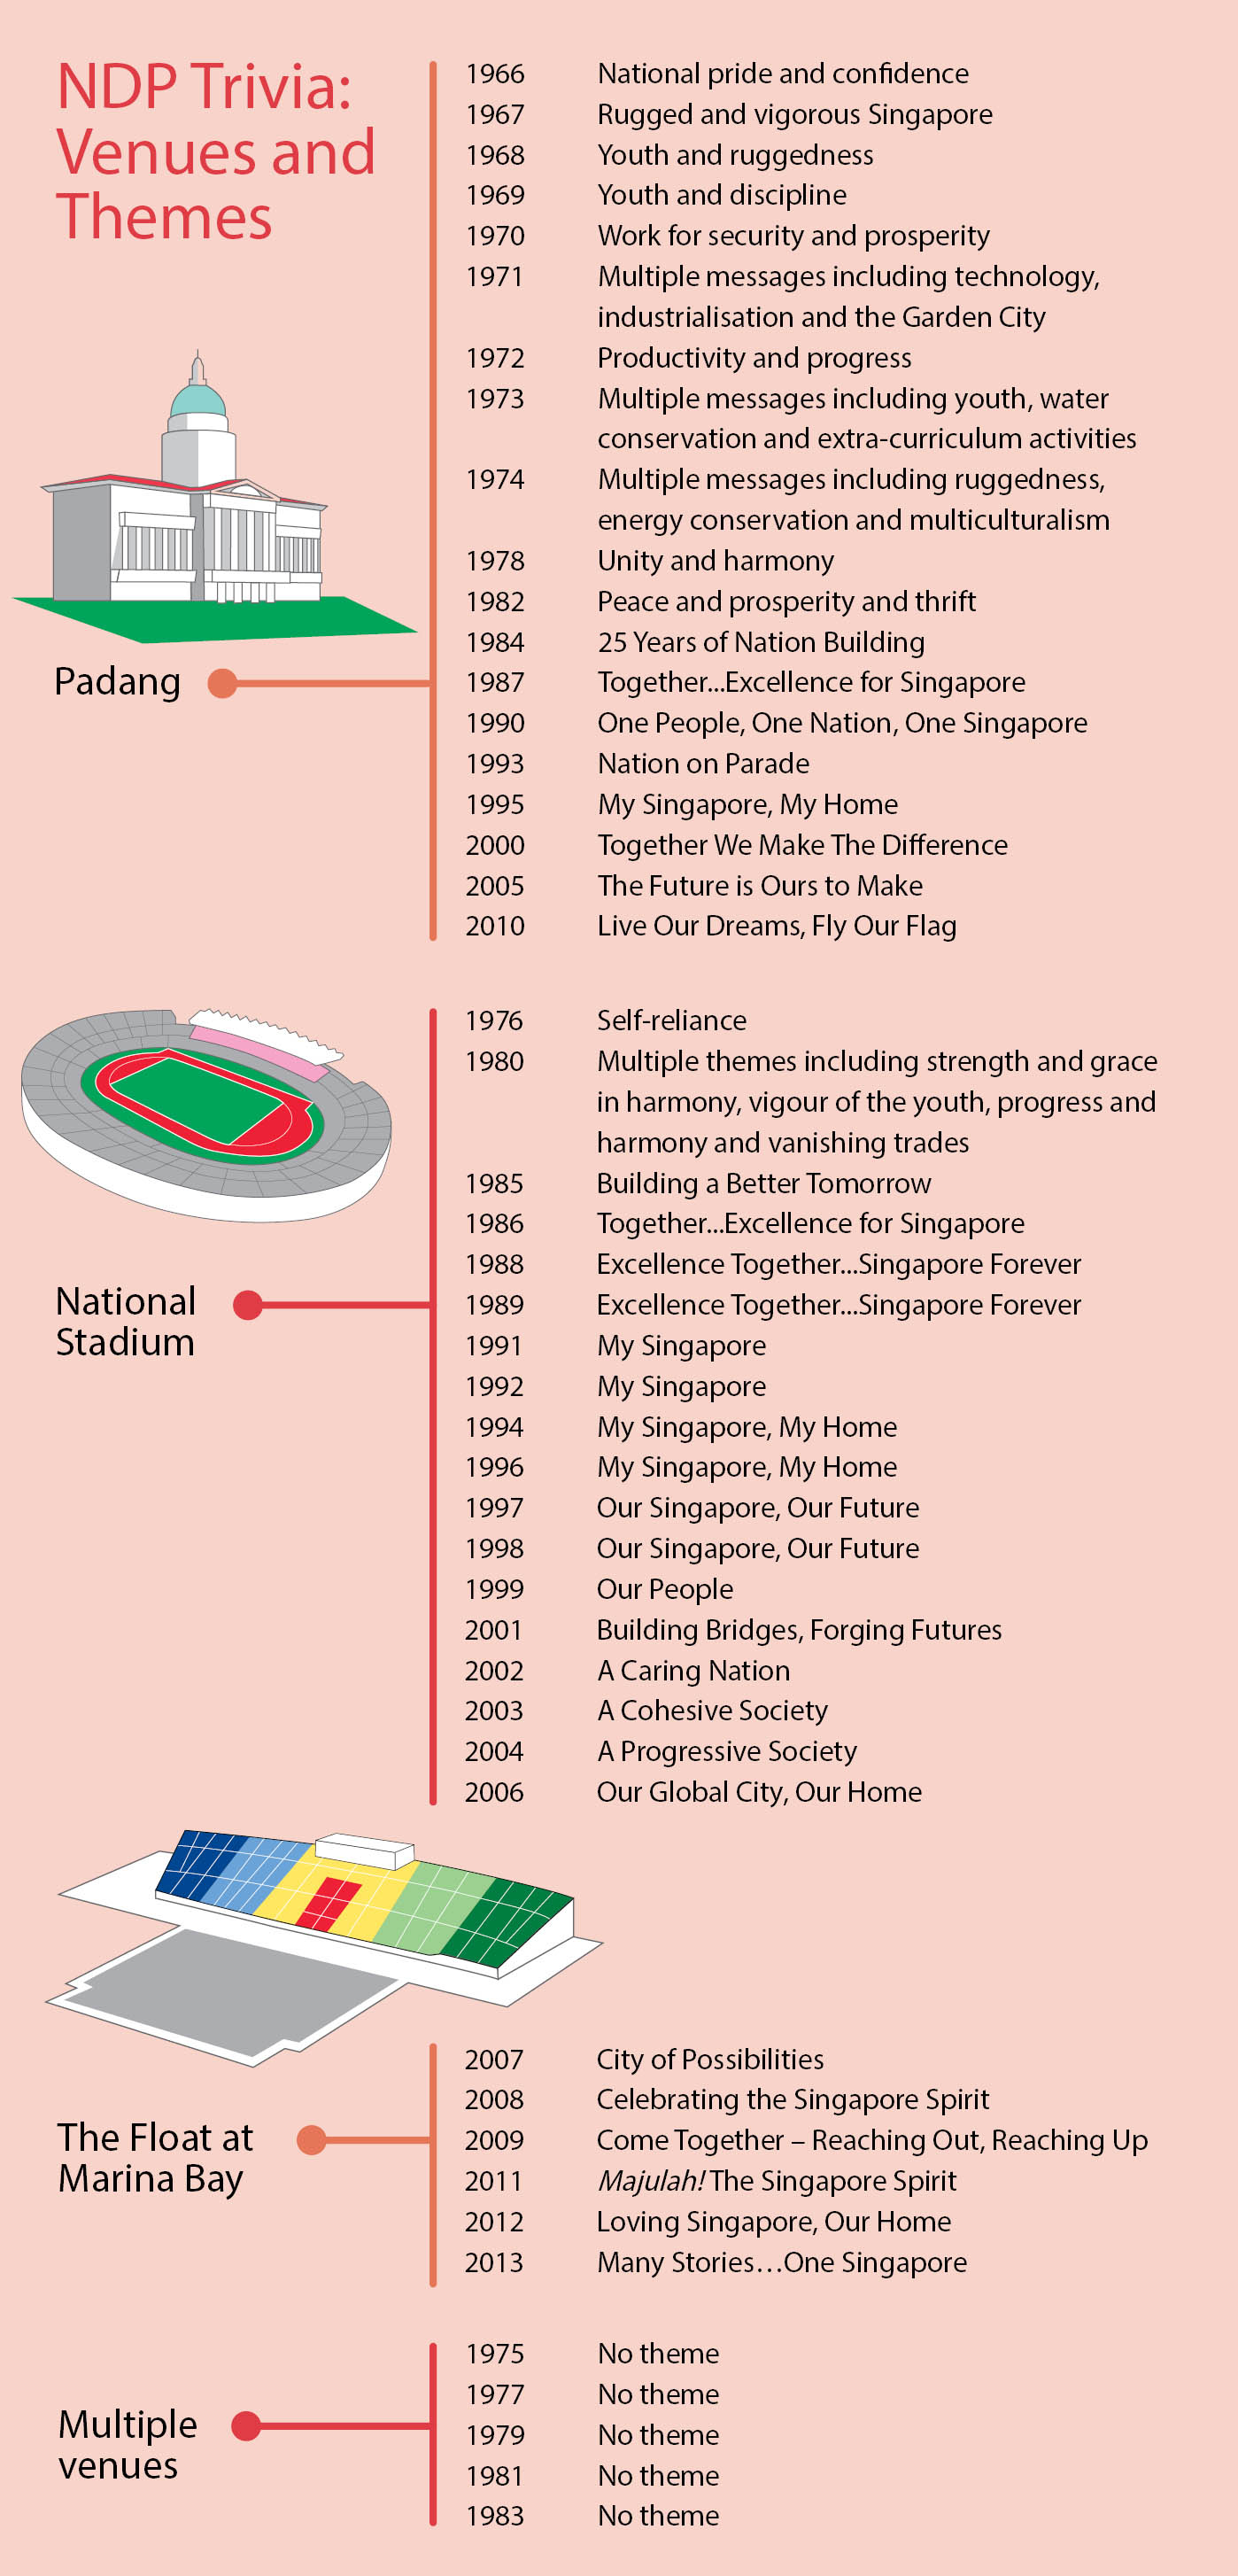 NDP Trivia:
Venues and
Themes
1966 National pride and confidence
1967 Rugged and vigorous Singapore
1968 Youth and ruggedness
1969 Youth and discipline
1970 Work for security and prosperity
1971 Multiple messages including technology,
industrialisation and the Garden City
1972 Productivity and progress
1973 Multiple messages including youth, water
conservation and extra-curriculum activities
1974 Multiple messages including ruggedness,
energy conservation and multiculturalism
1978 Unity and harmony
1982 Peace and prosperity and thrift
1984 25 Years of Nation Building
Padang
1987 Together...Excellence for Singapore
1990 One People, One Nation, One Singapore
1993 Nation on Parade
1995 My Singapore, My Home
2000 Together We Make The Difference
2005 The Future is Ours to Make
2010 Live Our Dreams, Fly Our Flag
National
Stadium
1976 Self-reliance
1980 Multiple themes including strength and grace
in harmony, vigour of the youth, progress and
harmony and vanishing trades
1985 Building a Better Tomorrow
1986 Together...Excellence for Singapore
1988 Excellence Together...Singapore Forever
1989 Excellence Together...Singapore Forever
1991 My Singapore
1992 My Singapore
1994 My Singapore, My Home
1996 My Singapore, My Home
1997 Our Singapore, Our Future
1998 Our Singapore, Our Future
1999 Our People
2001 Building Bridges, Forging Futures
2002 A Caring Nation
2003 A Cohesive Society
2004 A Progressive Society
2006 Our Global City, Our Home
The Float at
Marina Bay
2007 City of Possibilities
2008 Celebrating the Singapore Spirit
2009 Come Together – Reaching Out, Reaching Up
2011 Majulah! The Singapore Spirit
2012 Loving Singapore, Our Home
2013 Many Stories…One Singapore
Multiple
venues
1975 No theme
1977 No theme
1979 No theme
1981 No theme
1983 No theme